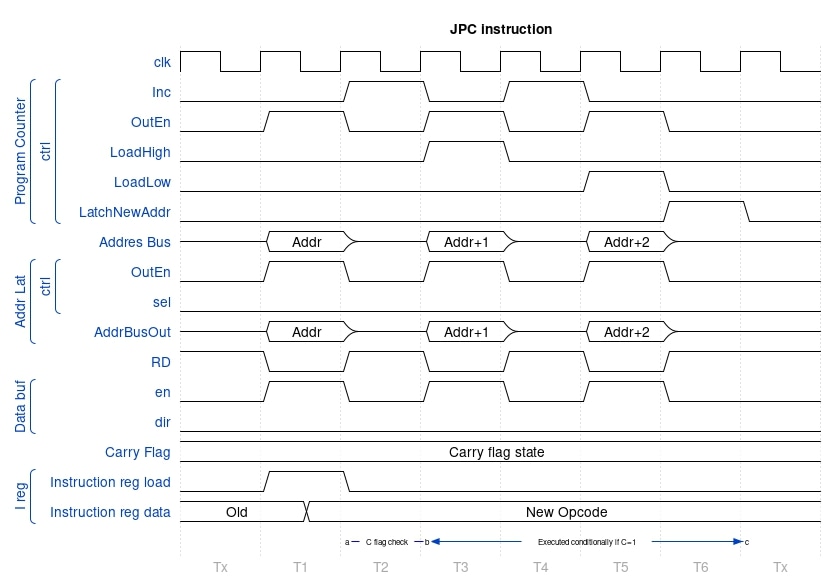 JPC Instruction
clk
Program Counter
ctrl
Inc
OutEn
LoadHigh
LoadLow
LatchNewAddr
Addres Bus Addr Addr+1 Addr+2
Addr Lat
ctrl
OutEn
sel
AddrBusOut Addr Addr+1 Addr+2
RD
Data buf
en
dir
Carry Flag Carry flag state
I reg
Instruction reg load
Instruction reg data Old New Opcode
a C flag check b Executed conditionally if C=1 c
Tx T1 T2 T3 T4 T5 T6 Tx